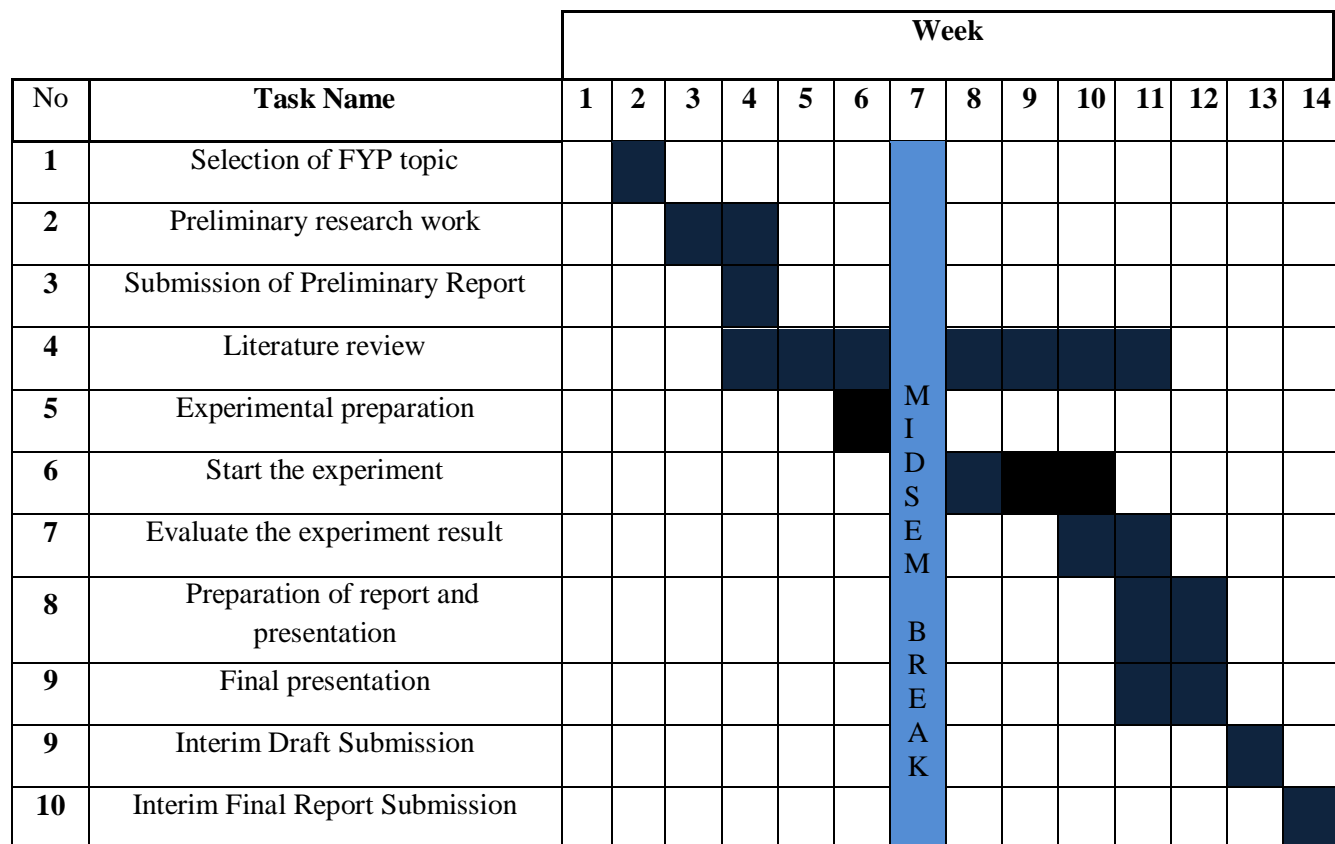 Week
No Task Name 1 2 3 4 5 6 7 8 9 10 11 12 13 14
1 Selection of FYP topic
2 Preliminary research work
3 Submission of Preliminary Report
4 Literature review
5 Experimental preparation
6 Start the experiment
7 Evaluate the experiment result
8 Preparation of report and
presentation
9 Final presentation
9 Interim Draft Submission
10 Interim Final Report Submission
M
I
D
S
E
M
B
R
E
A
K